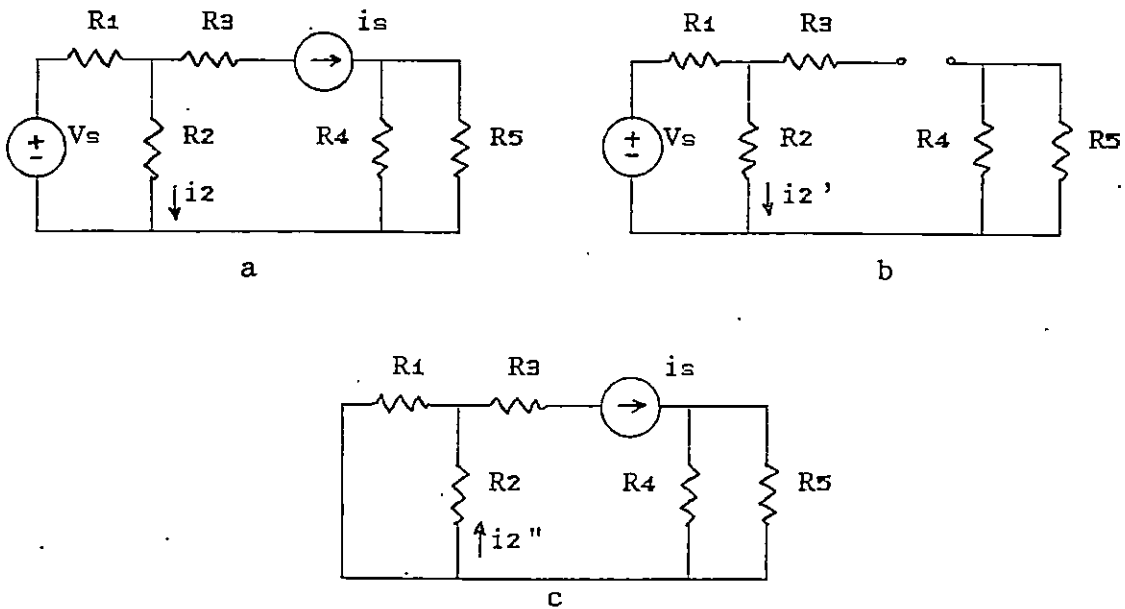 R1 R3 is
+
- Vs R2 R4 R5
i2
a
R1 R3
+
- Vs R2 R4 R5
i2'
b
R1 R3 is
R2 R4 R5
i2"
c